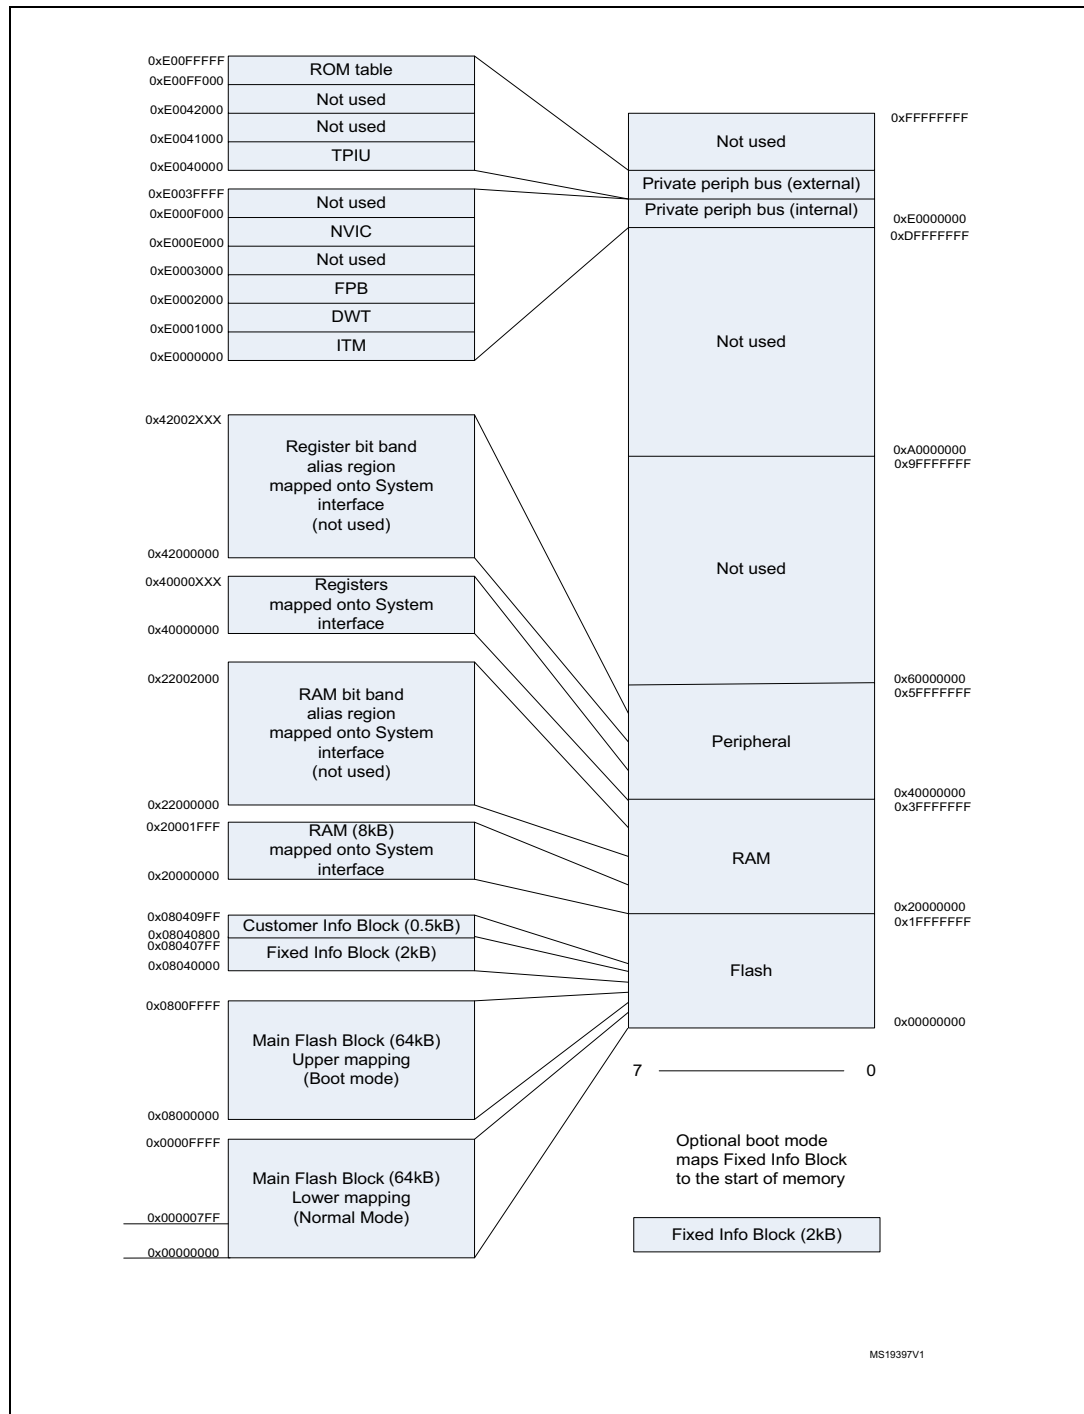 0xE00FFFFF
ROM table
0xE00FF000
Not used
0xE0042000
Not used
0xE0041000
TPIU
0xE0040000
0xE003FFFF
Not used
0xE000F000
NVIC
0xE000E000
Not used
0xE0003000
FPB
0xE0002000
DWT
0xE0001000
ITM
0xE0000000
0x42002XXX
Register bit band
alias region
mapped onto System
interface
(not used)
0x42000000
0x40000XXX
Registers
mapped onto System
interface
0x40000000
0x22002000
RAM bit band
alias region
mapped onto System
interface
(not used)
0x22000000
0x20001FFF
RAM (8kB)
mapped onto System
interface
0x20000000
0x080409FF
Customer Info Block (0.5kB)
0x08040800
0x080407FF
Fixed Info Block (2kB)
0x08040000
0x0800FFFF
Main Flash Block (64kB)
Upper mapping
(Boot mode)
0x08000000
0x0000FFFF
Main Flash Block (64kB)
Lower mapping
(Normal Mode)
0x000007FF
0x00000000
0xFFFFFFFF
Not used
Private periph bus (external)
Private periph bus (internal)
0xE0000000
0xDFFFFFFF
Not used
0xA0000000
0x9FFFFFFF
Not used
0x60000000
0x5FFFFFFF
Peripheral
0x40000000
0x3FFFFFFF
RAM
0x20000000
0x1FFFFFFF
Flash
0x00000000
7 0
Optional boot mode
maps Fixed Info Block
to the start of memory
Fixed Info Block (2kB)
MS19397V1